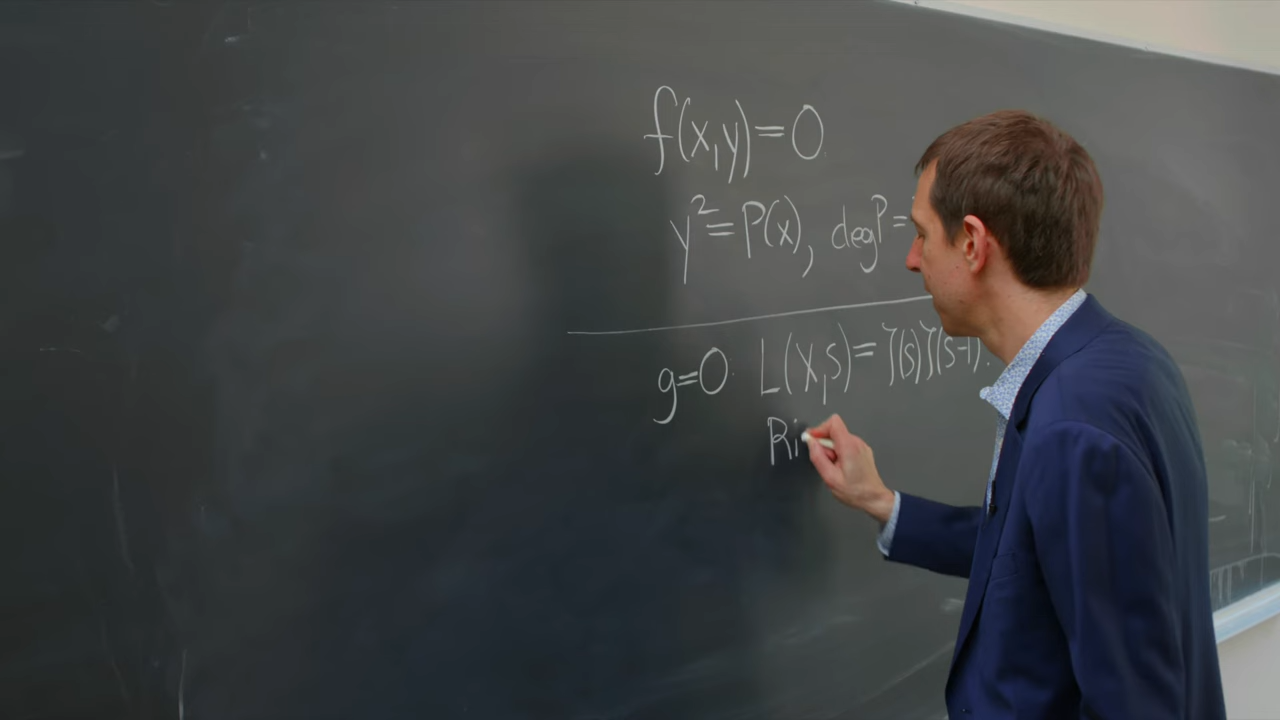 f(x,y)=0.
y²=P(x), degP=
g=0. L(X,s)=ζ(s)ζ(s-1).
Ri